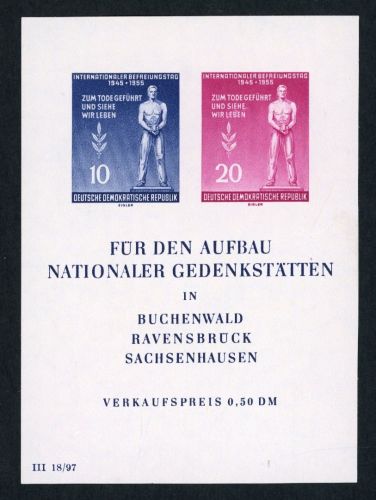 INTERNATIONALER BEFREIUNGSTAG
1945 + 1955
ZUM TODE GEFÜHRT
UND SIEHE
WIR LEBEN
10
DEUTSCHE DEMOKRATISCHE REPUBLIK
EIGLER
INTERNATIONALER BEFREIUNGSTAG
1945 + 1955
ZUM TODE GEFÜHRT
UND SIEHE
WIR LEBEN
20
DEUTSCHE DEMOKRATISCHE REPUBLIK
EIGLER
FÜR DEN AUFBAU
NATIONALER GEDENKSTÄTTEN
IN
BUCHENWALD
RAVENSBRÜCK
SACHSENHAUSEN
VERKAUFSPREIS 0,50 DM
III 18/97